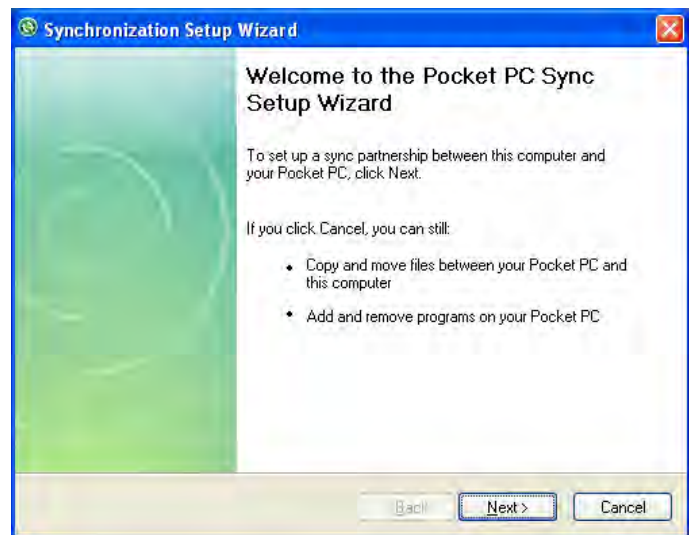 Synchronization Setup Wizard
Welcome to the Pocket PC Sync
Setup Wizard
To set up a sync partnership between this computer and
your Pocket PC, click Next.
If you click Cancel, you can still:
• Copy and move files between your Pocket PC and
this computer
• Add and remove programs on your Pocket PC
Back Next > Cancel